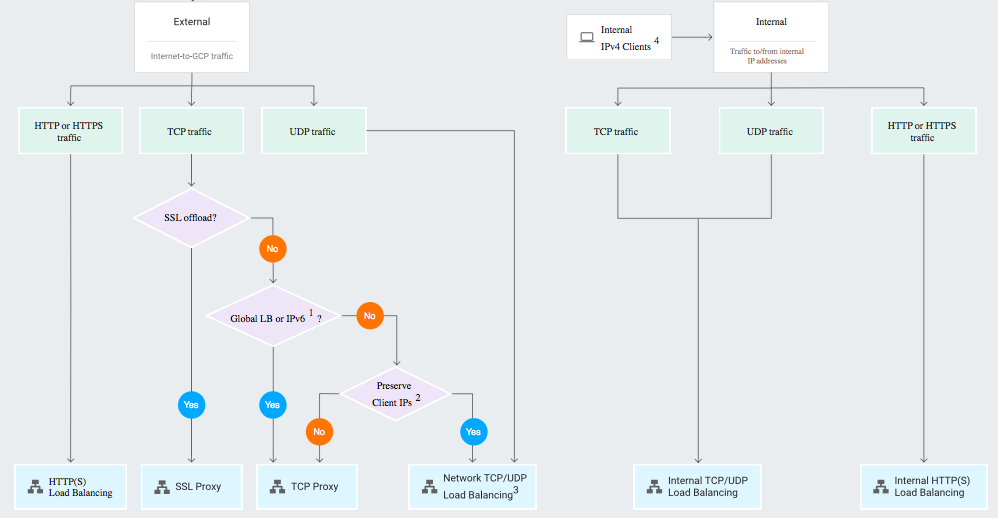 External
Internet-to-GCP traffic
Internal
IPv4 Clients 4
Internal
Traffic to/from internal
IP addresses
HTTP or HTTPS
traffic
TCP traffic
UDP traffic
TCP traffic
UDP traffic
HTTP or HTTPS
traffic
SSL offload?
No
Global LB or IPv6 1 ?
No
Preserve
Client IPs 2
Yes
Yes
No
Yes
HTTP(S)
Load Balancing
SSL Proxy
TCP Proxy
Network TCP/UDP
Load Balancing3
Internal TCP/UDP
Load Balancing
Internal HTTP(S)
Load Balancing